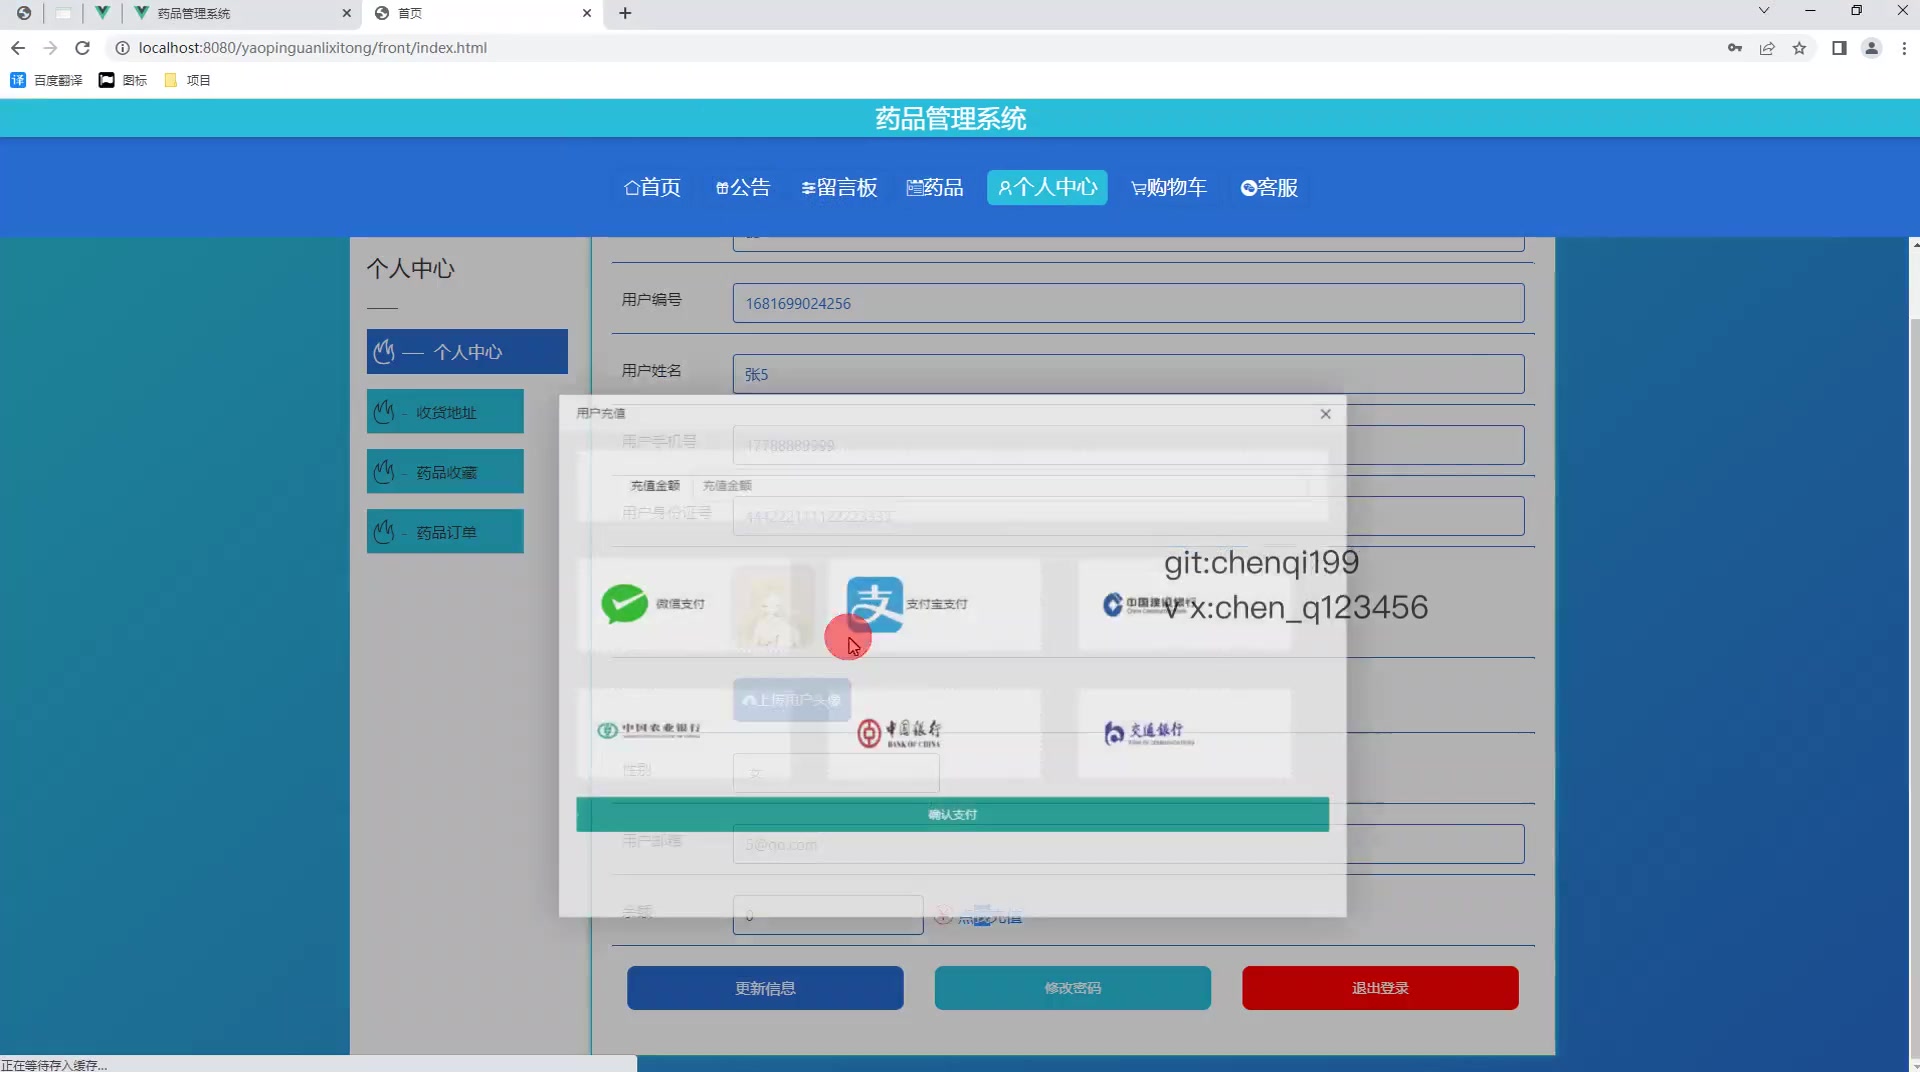 药品管理系统
首页
localhost:8080/yaopinguanlixitong/front/index.html
百度翻译
图标
项目
药品管理系统
首页
公告
留言板
药品
个人中心
购物车
客服
个人中心
个人中心
收货地址
药品收藏
药品订单
用户编号
1681699024256
用户姓名
张5
用户充值
用户手机号
17788889999
充值金额
充值金额
用户身份证号
git:chenqi199
微信支付
支付宝支付
中国建设银行
v x:chen_q123456
上传用户头像
中国农业银行
中国银行
BANK OF CHINA
交通银行
BANK OF COMMUNICATIONS
性别
女
确认支付
用户邮箱
5@qq.com
余额
0
点我充值
更新信息
修改密码
退出登录
正在等待存入缓存...